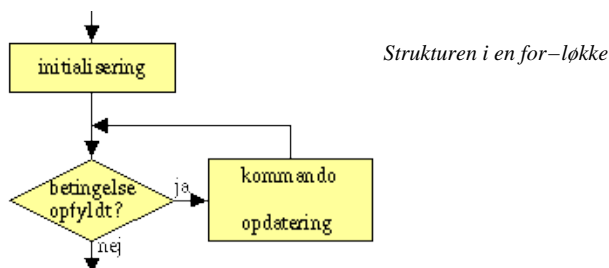 Strukturen i en for–løkke
initialisering
betingelse
opfyldt?
ja
nej
kommando
opdatering